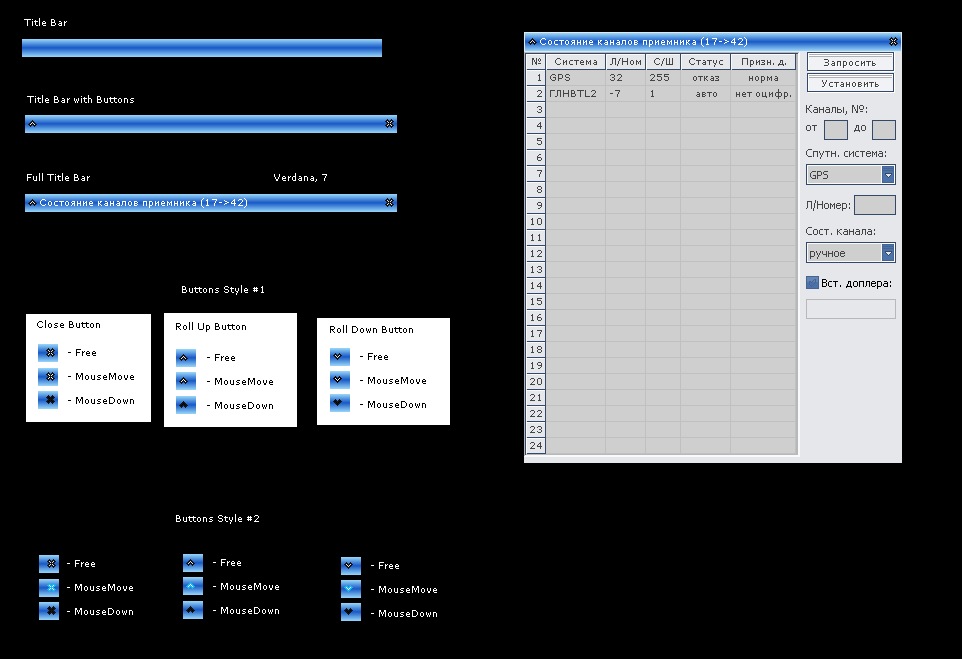 Title Bar
Title Bar with Buttons
Full Title Bar
Verdana, 7
Состояние каналов приемника (17->42)
Buttons Style #1
Close Button
- Free
- MouseMove
- MouseDown
Roll Up Button
- Free
- MouseMove
- MouseDown
Roll Down Button
- Free
- MouseMove
- MouseDown
Buttons Style #2
- Free
- MouseMove
- MouseDown
- Free
- MouseMove
- MouseDown
- Free
- MouseMove
- MouseDown
Состояние каналов приемника (17->42)
№ Система Л/Ном С/Ш Статус Призн. д.
1 GPS 32 255 отказ норма
2 ГЛНВTL2 -7 1 авто нет оцифр.
3
4
5
6
7
8
9
10
11
12
13
14
15
16
17
18
19
20
21
22
23
24
Запросить
Установить
Каналы, №:
от до
Спутн. система:
GPS
Л/Номер:
Сост. канала:
ручное
Вст. доплера: